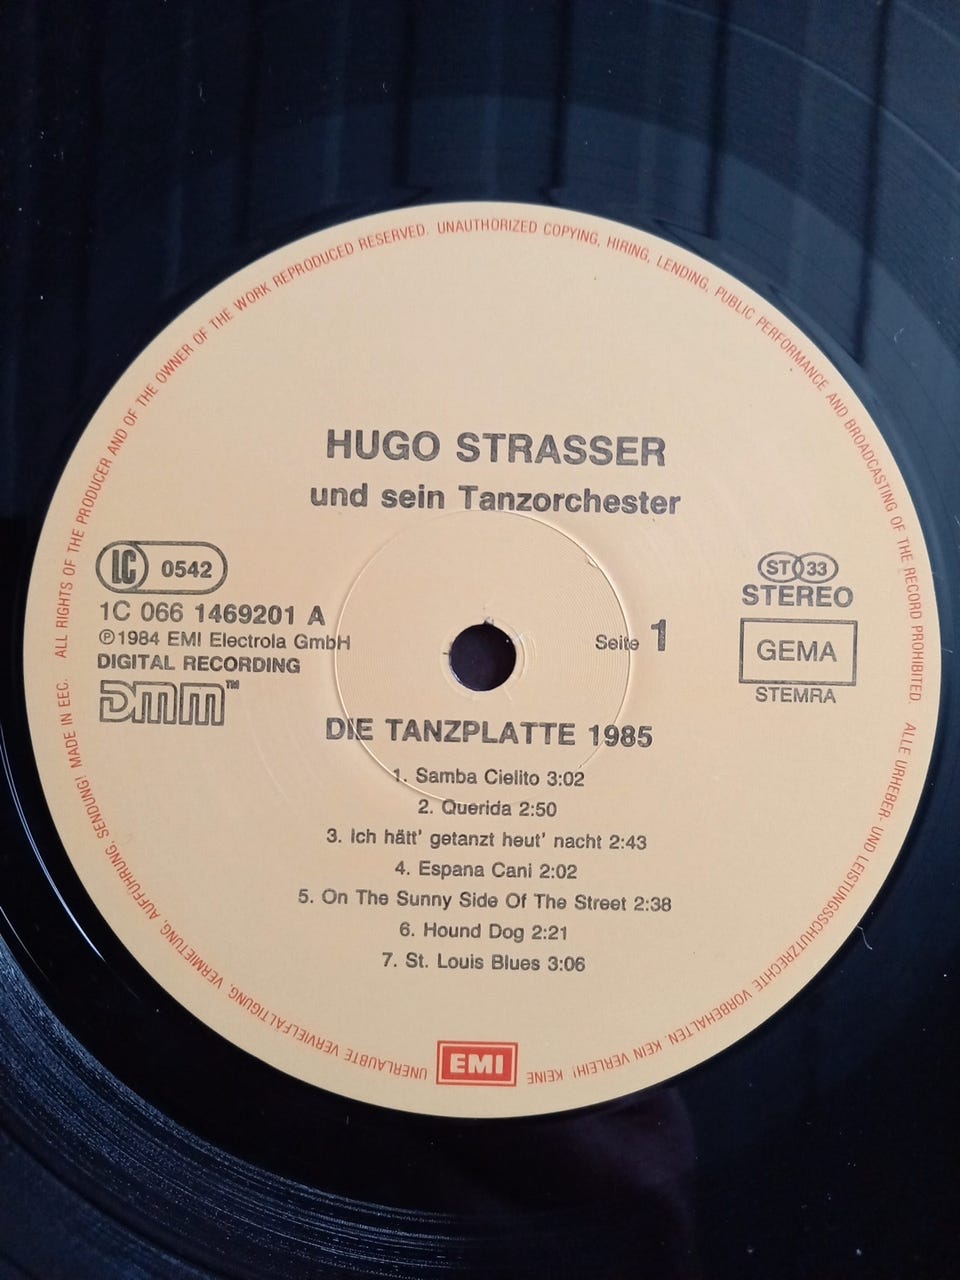 ALL RIGHTS OF THE PRODUCER AND OF THE OWNER OF THE WORK REPRODUCED RESERVED. UNAUTHORIZED COPYING, HIRING, LENDING, PUBLIC PERFORMANCE AND BROADCASTING OF THE RECORD PROHIBITED.
ALLE URHEBER- UND LEISTUNGSSCHUTZRECHTE VORBEHALTEN. KEIN VERLEIH! KEINE UNERLAUBTE VERVIELFÄLTIGUNG, VERMIETUNG, AUFFÜHRUNG, SENDUNG! MADE IN EEC.
HUGO STRASSER
und sein Tanzorchester
LC 0542
1C 066 1469201 A
℗1984 EMI Electrola GmbH
DIGITAL RECORDING
DMM™
ST 33
STEREO
Seite 1
GEMA
STEMRA
DIE TANZPLATTE 1985
1. Samba Cielito 3:02
2. Querida 2:50
3. Ich hätt' getanzt heut' nacht 2:43
4. Espana Cani 2:02
5. On The Sunny Side Of The Street 2:38
6. Hound Dog 2:21
7. St. Louis Blues 3:06
EMI